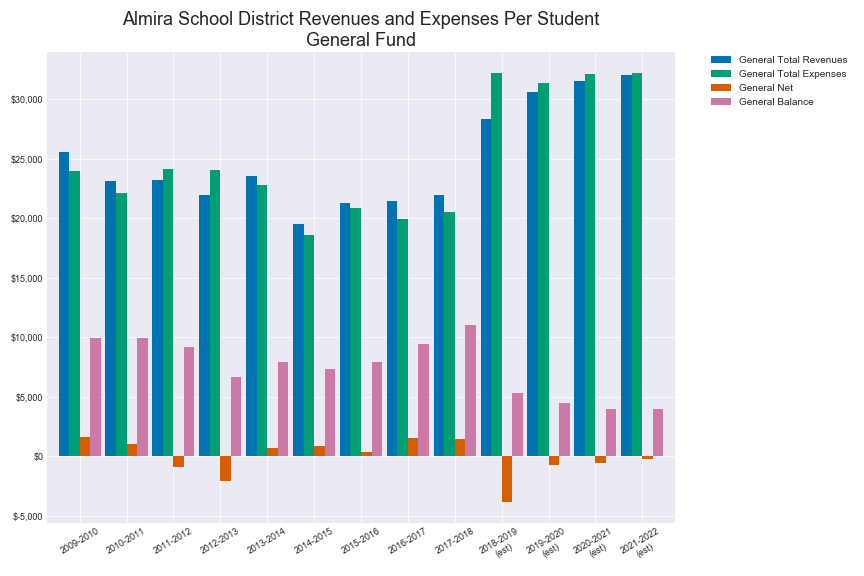 Almira School District Revenues and Expenses Per Student
General Fund
General Total Revenues
General Total Expenses
General Net
General Balance
$30,000
$25,000
$20,000
$15,000
$10,000
$5,000
$0
$-5,000
2009-2010
2010-2011
2011-2012
2012-2013
2013-2014
2014-2015
2015-2016
2016-2017
2017-2018
2018-2019
(est)
2019-2020
(est)
2020-2021
(est)
2021-2022
(est)